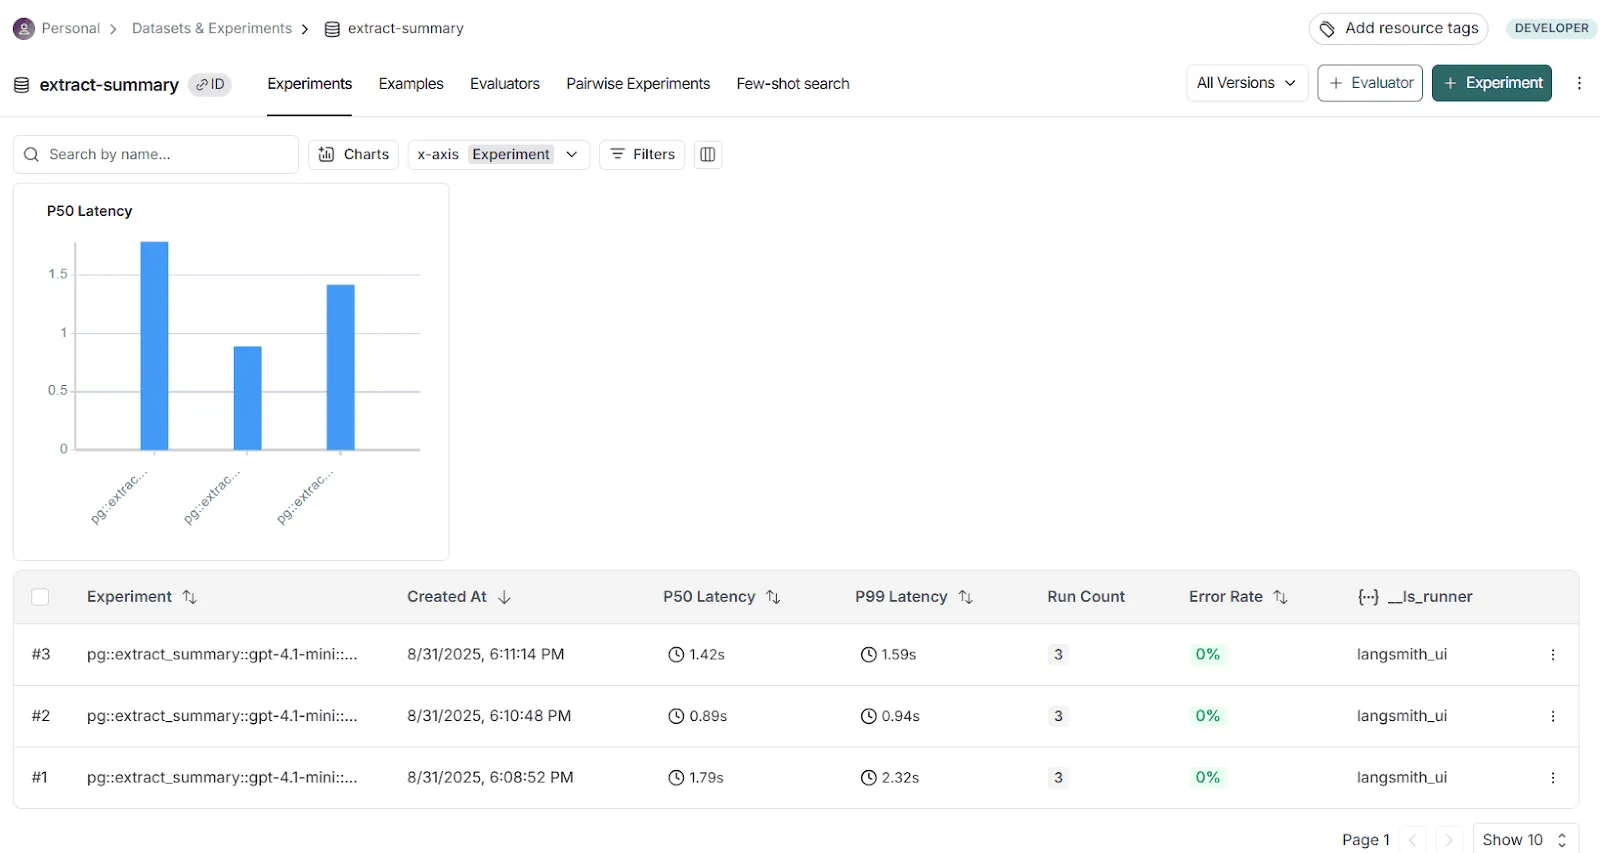 Personal > Datasets & Experiments > extract-summary Add resource tags DEVELOPER
extract-summary ID Experiments Examples Evaluators Pairwise Experiments Few-shot search All Versions + Evaluator + Experiment
Search by name... Charts x-axis Experiment Filters
P50 Latency
1.5
1
0.5
0
pg::extrac... pg::extrac... pg::extrac...
Experiment Created At P50 Latency P99 Latency Run Count Error Rate {···} __ls_runner
#3 pg::extract_summary::gpt-4.1-mini::... 8/31/2025, 6:11:14 PM 1.42s 1.59s 3 0% langsmith_ui
#2 pg::extract_summary::gpt-4.1-mini::... 8/31/2025, 6:10:48 PM 0.89s 0.94s 3 0% langsmith_ui
#1 pg::extract_summary::gpt-4.1-mini::... 8/31/2025, 6:08:52 PM 1.79s 2.32s 3 0% langsmith_ui
Page 1 Show 10